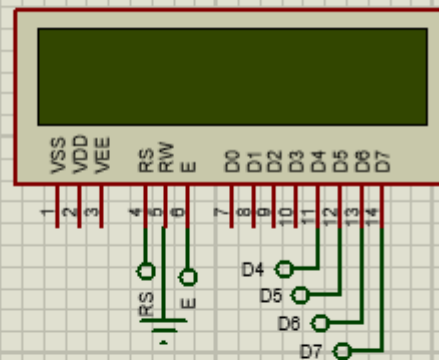 VSS VDD VEE RS RW E D0 D1 D2 D3 D4 D5 D6 D7
1 2 3 4 5 6 7 8 9 10 11 12 13 14
RS E
D4
D5
D6
D7